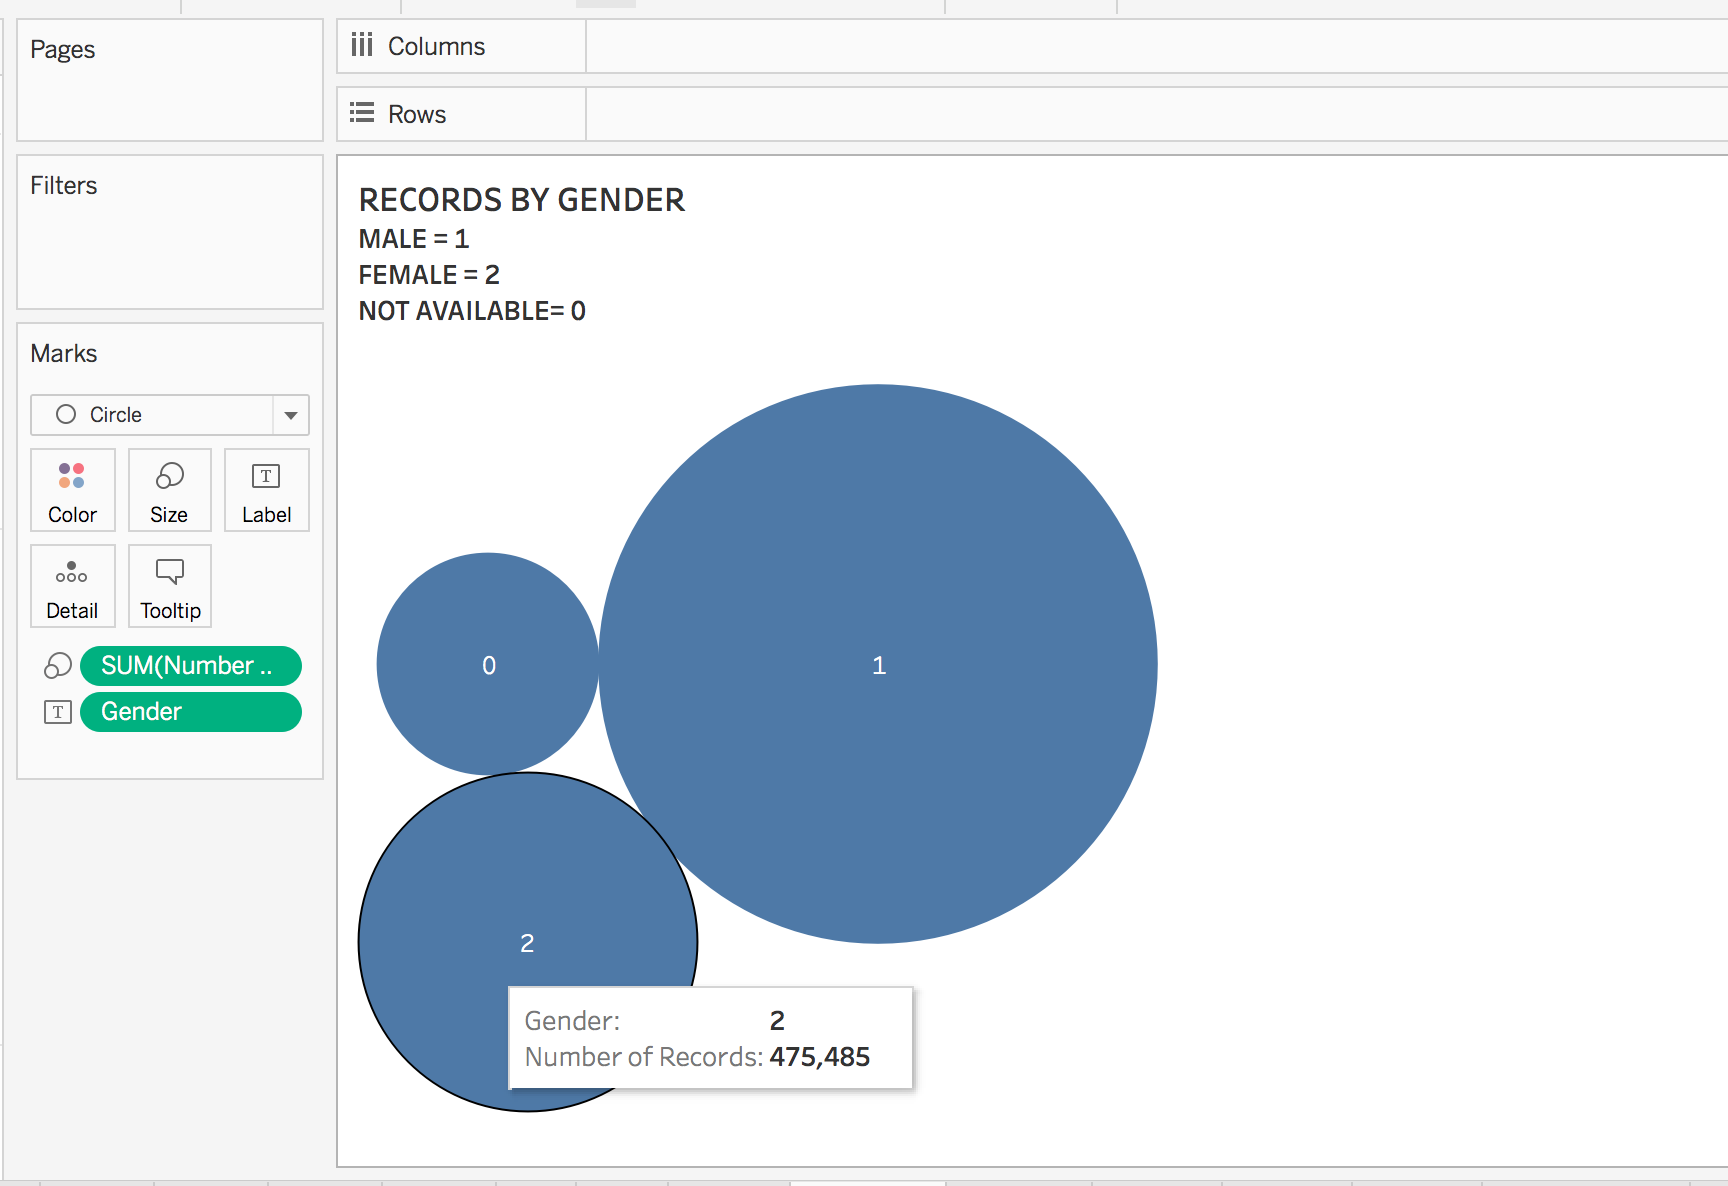 Pages
Columns
Rows
Filters
RECORDS BY GENDER
MALE = 1
FEMALE = 2
NOT AVAILABLE= 0
Marks
Circle
Color Size T Label
Detail Tooltip
SUM(Number ..
T Gender
0
1
2
Gender: 2
Number of Records: 475,485